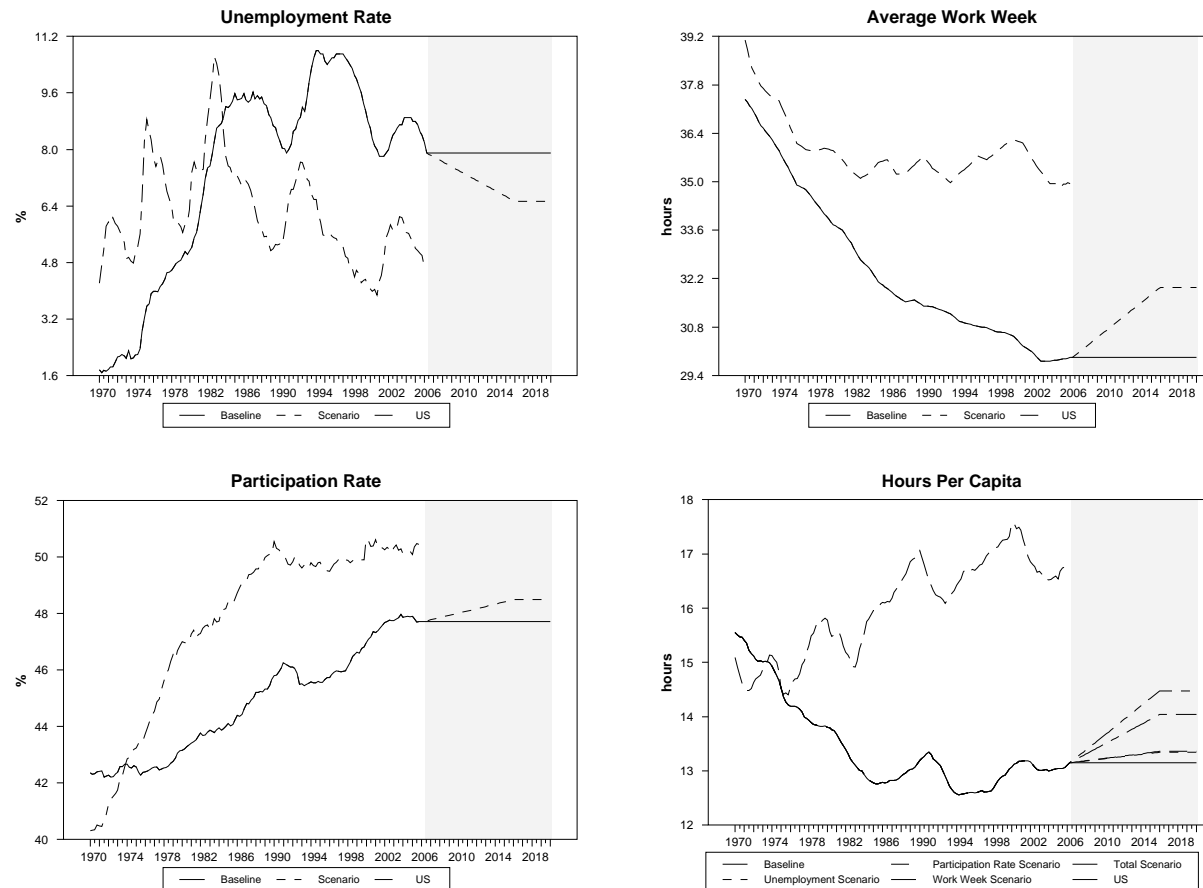 Unemployment Rate
11.2
9.6
8.0
6.4
4.8
3.2
1.6
%
1970 1974 1978 1982 1986 1990 1994 1998 2002 2006 2010 2014 2018
Baseline Scenario US
Average Work Week
39.2
37.8
36.4
35.0
33.6
32.2
30.8
29.4
hours
1970 1974 1978 1982 1986 1990 1994 1998 2002 2006 2010 2014 2018
Baseline Scenario US
Participation Rate
52
50
48
46
44
42
40
%
1970 1974 1978 1982 1986 1990 1994 1998 2002 2006 2010 2014 2018
Baseline Scenario US
Hours Per Capita
18
17
16
15
14
13
12
hours
1970 1974 1978 1982 1986 1990 1994 1998 2002 2006 2010 2014 2018
Baseline Participation Rate Scenario Total Scenario
Unemployment Scenario Work Week Scenario US